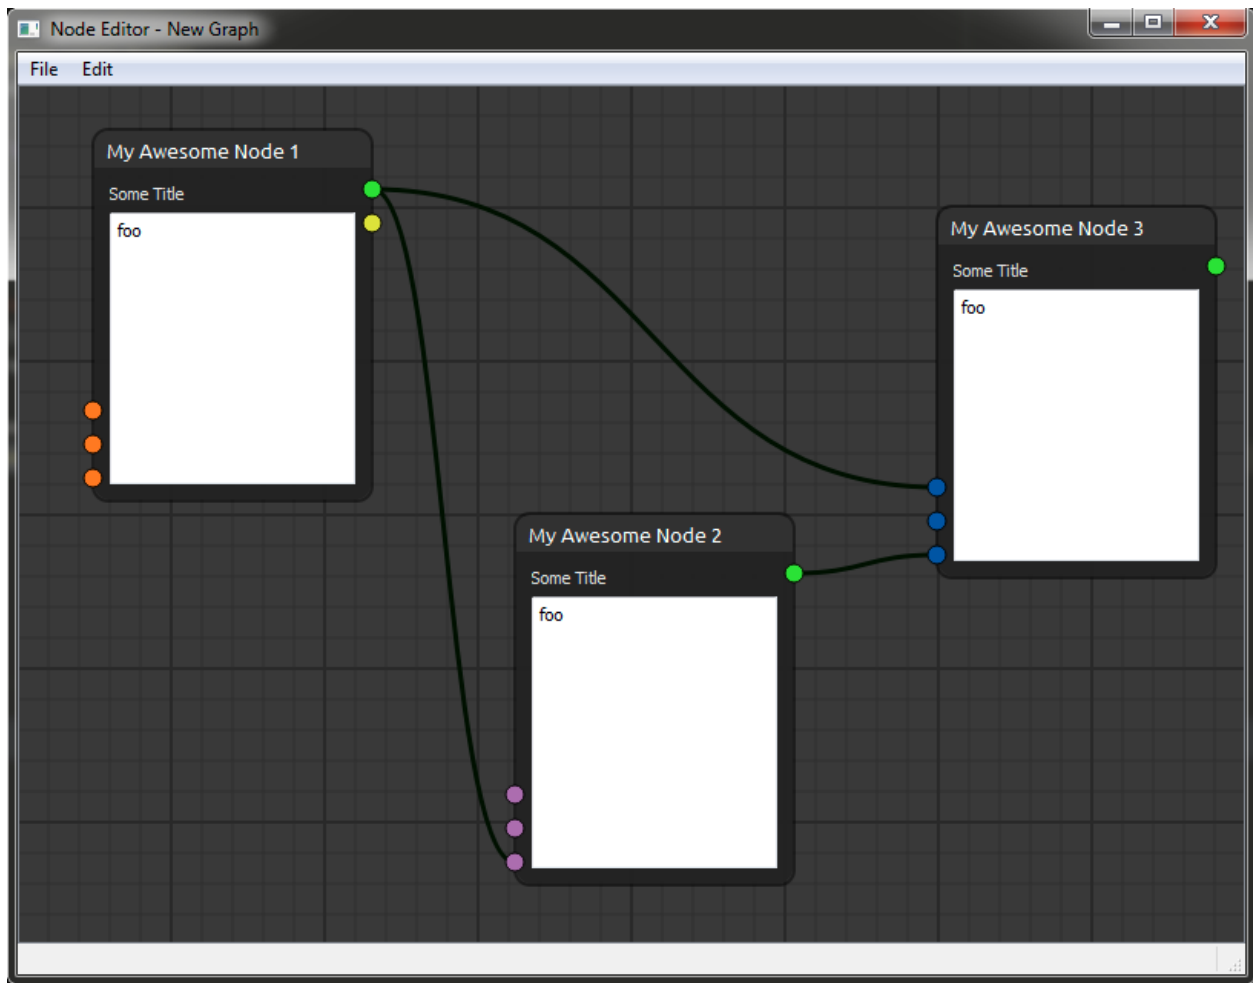 Node Editor - New Graph
File Edit
My Awesome Node 1
Some Title
foo
My Awesome Node 3
Some Title
foo
My Awesome Node 2
Some Title
foo